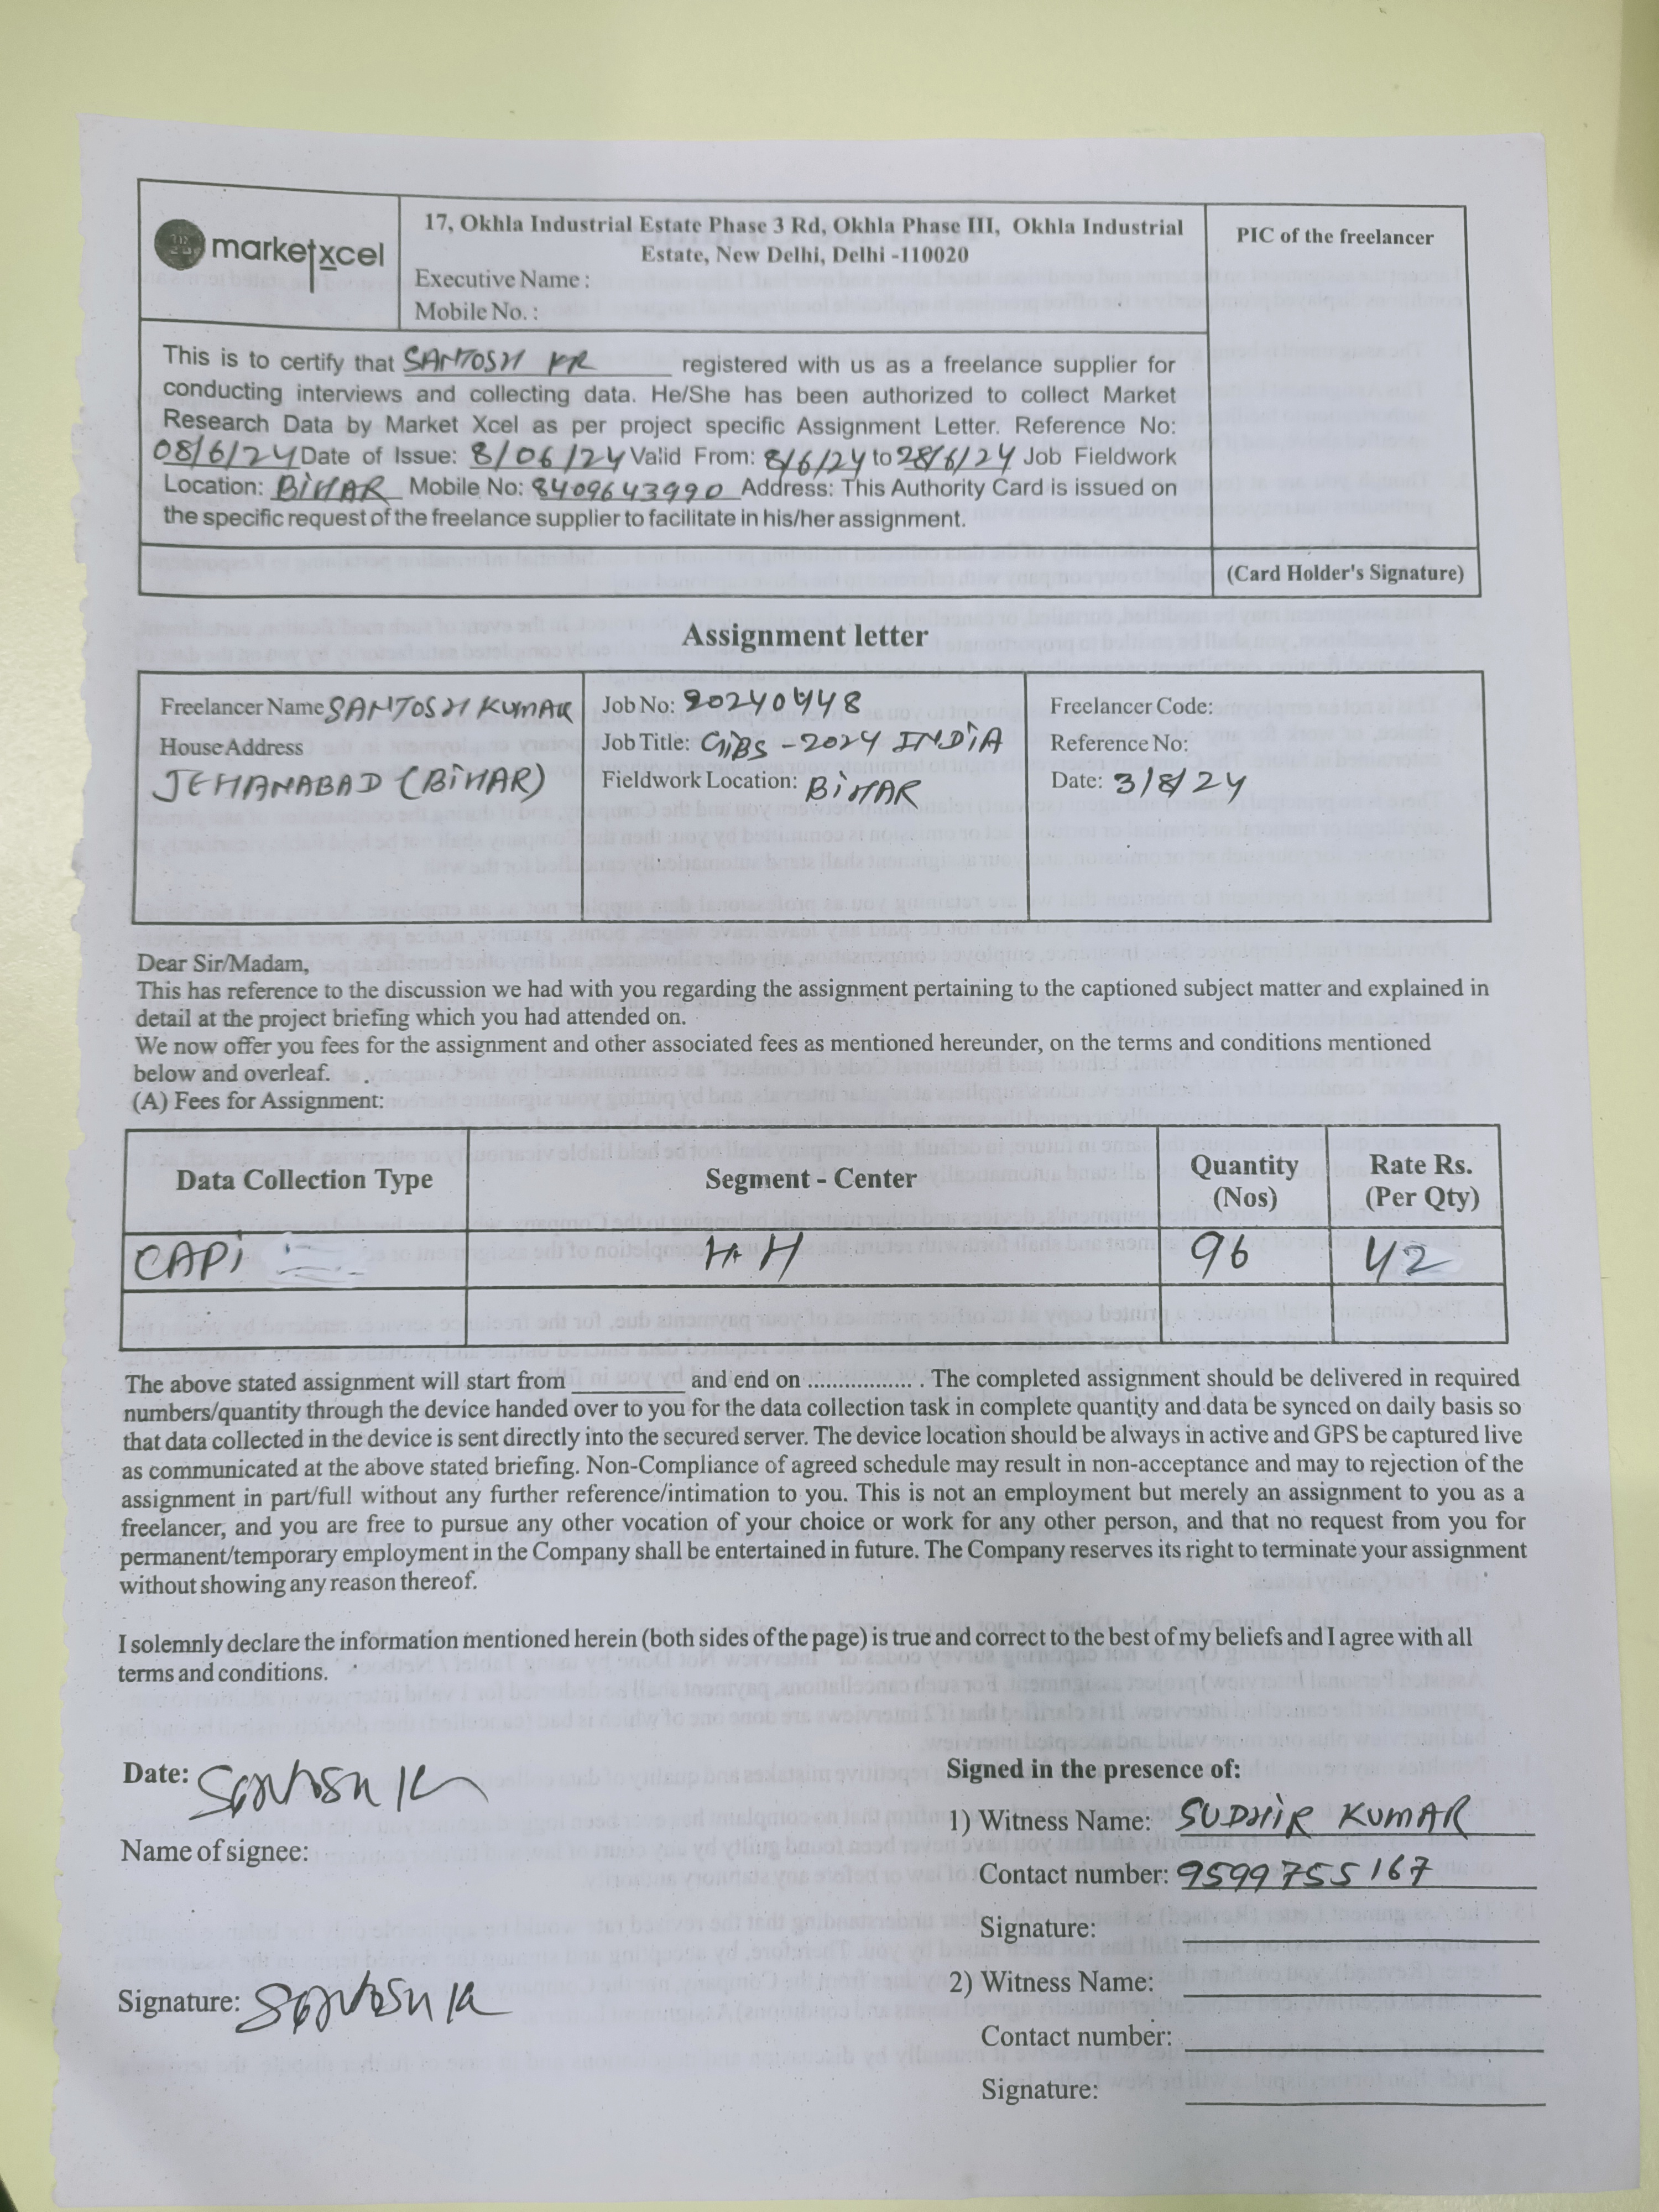 marketxcel
17, Okhla Industrial Estate Phase 3 Rd, Okhla Phase III, Okhla Industrial
Estate, New Delhi, Delhi -110020
Executive Name :
Mobile No. :
PIC of the freelancer
This is to certify that SANTOSH KR registered with us as a freelance supplier for
conducting interviews and collecting data. He/She has been authorized to collect Market
Research Data by Market Xcel as per project specific Assignment Letter. Reference No:
08/6/24 Date of Issue: 8/06/24 Valid From: 8/6/24 to 28/6/24 Job Fieldwork
Location: BiHAR Mobile No: 8409643990 Address: This Authority Card is issued on
the specific request of the freelance supplier to facilitate in his/her assignment.
(Card Holder's Signature)
Assignment letter
Freelancer Name SANTOSH KUMAR
House Address
JEHANABAD (BiHAR)
Job No: 20240448
Job Title: GiBS - 2024 INDiA
Fieldwork Location: BiHAR
Freelancer Code:
Reference No:
Date: 3/8/24
Dear Sir/Madam,
This has reference to the discussion we had with you regarding the assignment pertaining to the captioned subject matter and explained in
detail at the project briefing which you had attended on.
We now offer you fees for the assignment and other associated fees as mentioned hereunder, on the terms and conditions mentioned
below and overleaf.
(A) Fees for Assignment:
Data Collection Type Segment - Center Quantity (Nos) Rate Rs. (Per Qty)
CAPi H 96 42
The above stated assignment will start from __________ and end on ..................... The completed assignment should be delivered in required
numbers/quantity through the device handed over to you for the data collection task in complete quantity and data be synced on daily basis so
that data collected in the device is sent directly into the secured server. The device location should be always in active and GPS be captured live
as communicated at the above stated briefing. Non-Compliance of agreed schedule may result in non-acceptance and may to rejection of the
assignment in part/full without any further reference/intimation to you. This is not an employment but merely an assignment to you as a
freelancer, and you are free to pursue any other vocation of your choice or work for any other person, and that no request from you for
permanent/temporary employment in the Company shall be entertained in future. The Company reserves its right to terminate your assignment
without showing any reason thereof.
I solemnly declare the information mentioned herein (both sides of the page) is true and correct to the best of my beliefs and I agree with all
terms and conditions.
Date: Santosh K
Name of signee:
Signature: Santosh K
Signed in the presence of:
1) Witness Name: SUDHiR KUMAR
Contact number: 9599755167
Signature:
2) Witness Name:
Contact number:
Signature: